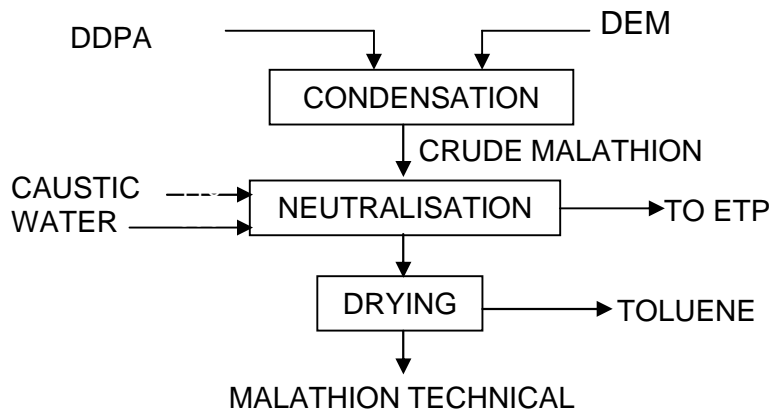 DDPA
DEM
CONDENSATION
CRUDE MALATHION
CAUSTIC
WATER
NEUTRALISATION
TO ETP
DRYING
TOLUENE
MALATHION TECHNICAL